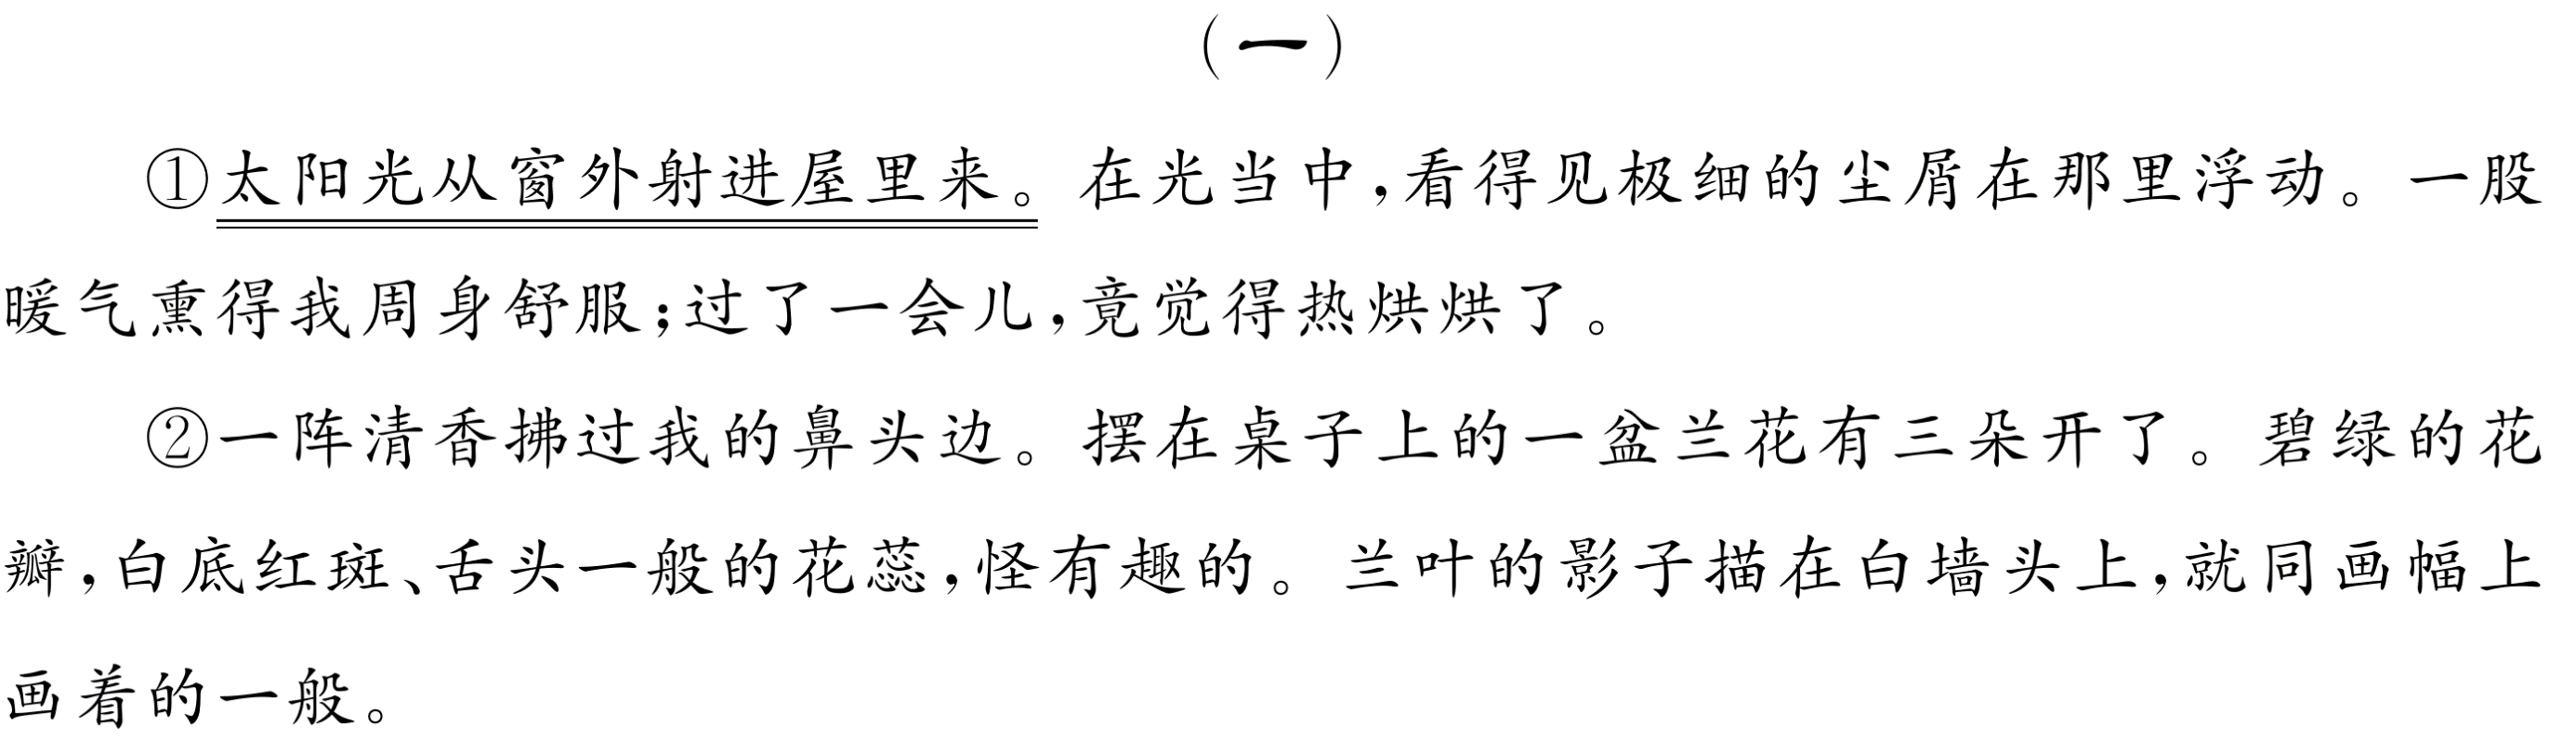 （一）
①太阳光从窗外射进屋里来。在光当中，看得见极细的尘屑在那里浮动。一股
暖气熏得我周身舒服；过了一会儿，竟觉得热烘烘了。
②一阵清香拂过我的鼻头边。摆在桌子上的一盆兰花有三朵开了。碧绿的花
瓣，白底红斑、舌头一般的花蕊，怪有趣的。兰叶的影子描在白墙头上，就同画幅上
画着的一般。